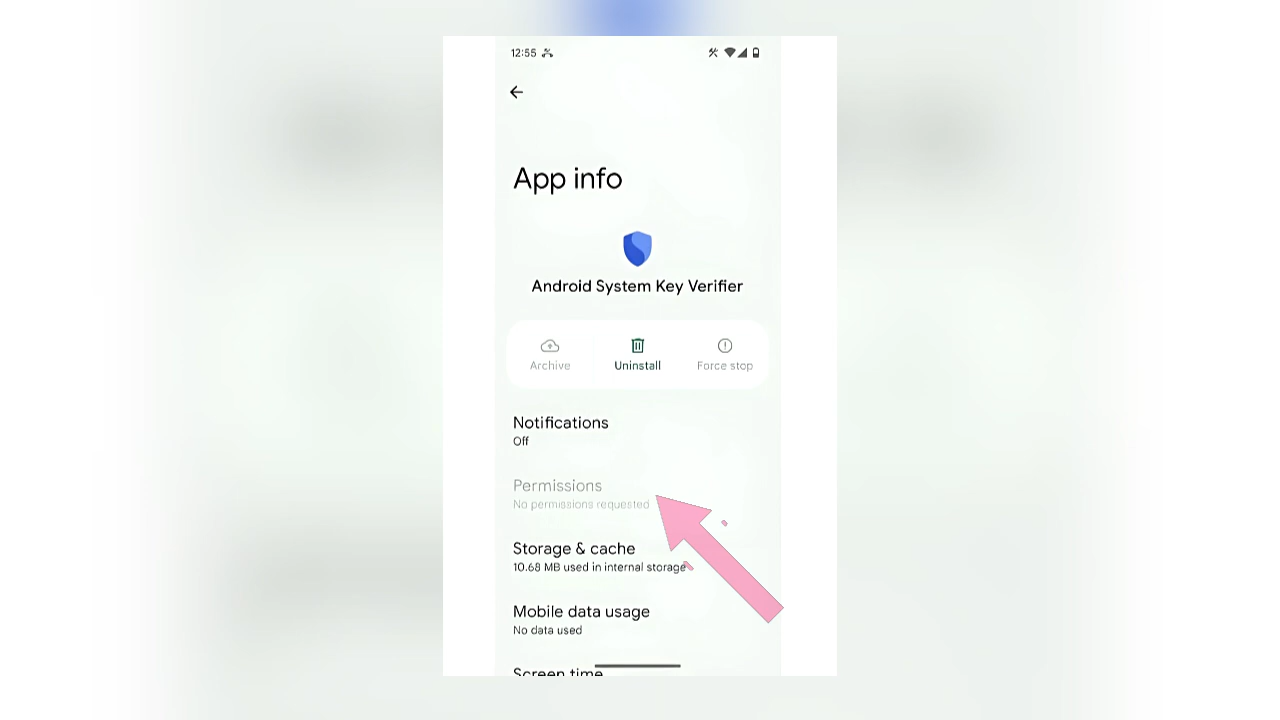 12:55
App info
Android System Key Verifier
Archive
Uninstall
Force stop
Notifications
Off
Permissions
No permissions requested
Storage & cache
10.68 MB used in internal storage
Mobile data usage
No data used
Screen time